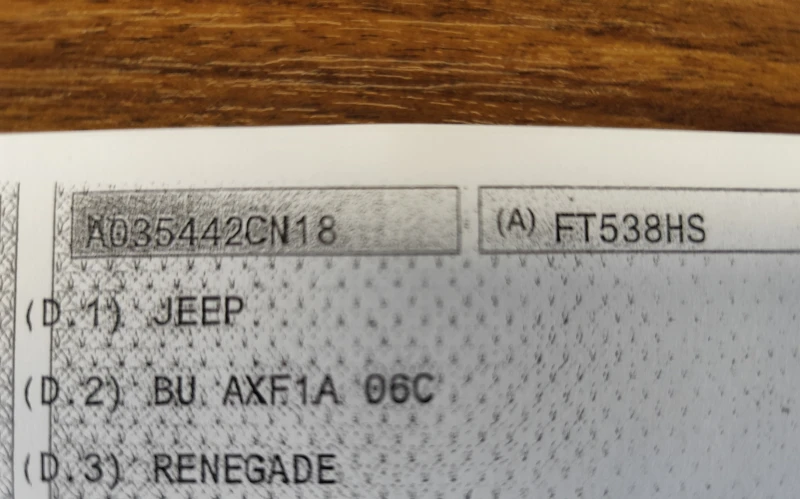 A035442CN18 (A) FT538HS
(D.1) JEEP
(D.2) BU AXF1A 06C
(D.3) RENEGADE